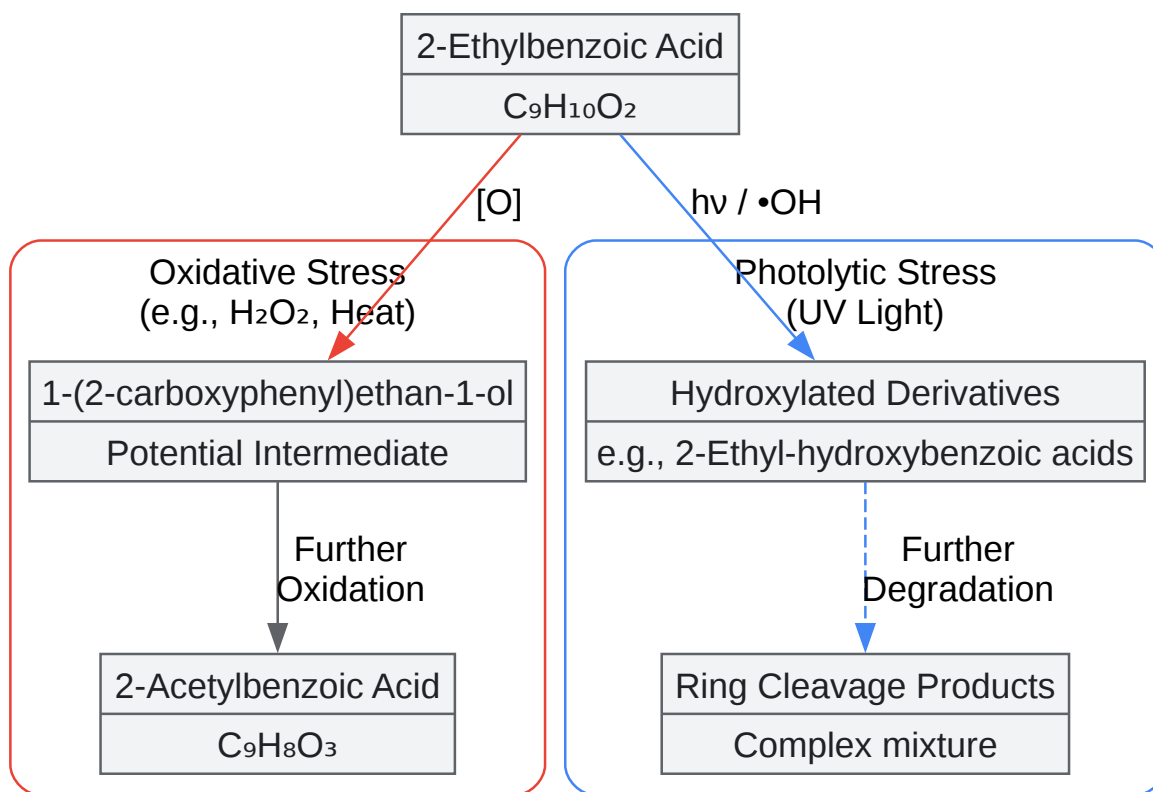 2-Ethylbenzoic Acid
C₉H₁₀O₂
[O]
hν / •OH
Oxidative Stress
(e.g., H₂O₂, Heat)
Photolytic Stress
(UV Light)
1-(2-carboxyphenyl)ethan-1-ol
Potential Intermediate
Hydroxylated Derivatives
e.g., 2-Ethyl-hydroxybenzoic acids
Further
Oxidation
Further
Degradation
2-Acetylbenzoic Acid
C₉H₈O₃
Ring Cleavage Products
Complex mixture